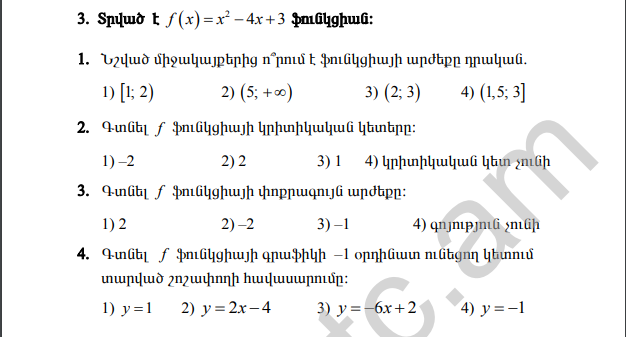 3. Տրված է f(x) = x² − 4x + 3 ֆունկցիան:
1. Նշված միջակայքերից ո՞րում է ֆունկցիայի արժեքը դրական.
1) [1; 2) 2) (5; +∞) 3) (2; 3) 4) (1,5; 3]
2. Գտնել f ֆունկցիայի կրիտիկական կետերը:
1) –2 2) 2 3) 1 4) կրիտիկական կետ չունի
3. Գտնել f ֆունկցիայի փոքրագույն արժեքը:
1) 2 2) –2 3) –1 4) գոյություն չունի
4. Գտնել f ֆունկցիայի գրաֆիկի –1 օրդինատ ունեցող կետում
տարված շոշափողի հավասարումը:
1) y = 1 2) y = 2x − 4 3) y = −6x + 2 4) y = −1
tc.am